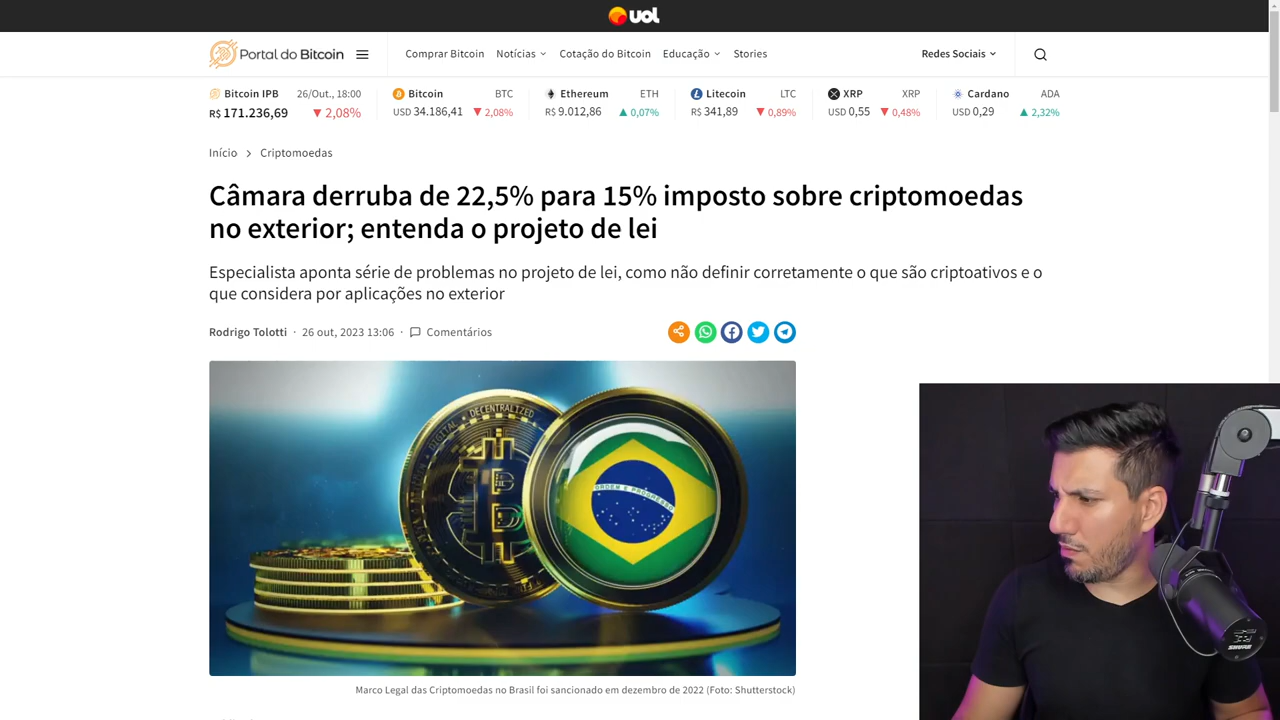 uol
Portal do Bitcoin
Comprar Bitcoin
Notícias
Cotação do Bitcoin
Educação
Stories
Redes Sociais
Bitcoin IPB 26/Out., 18:00
R$ 171.236,69 ▼ 2,08%
Bitcoin BTC
USD 34.186,41 ▼ 2,08%
Ethereum ETH
R$ 9.012,86 ▲ 0,07%
Litecoin LTC
R$ 341,89 ▼ 0,89%
XRP XRP
USD 0,55 ▼ 0,48%
Cardano ADA
USD 0,29 ▲ 2,32%
Início > Criptomoedas
Câmara derruba de 22,5% para 15% imposto sobre criptomoedas
no exterior; entenda o projeto de lei
Especialista aponta série de problemas no projeto de lei, como não definir corretamente o que são criptoativos e o
que considera por aplicações no exterior
Rodrigo Tolotti · 26 out, 2023 13:06 · Comentários
DIGITAL • DECENTRALIZED
ORDEM E PROGRESSO
SHURE
Marco Legal das Criptomoedas no Brasil foi sancionado em dezembro de 2022 (Foto: Shutterstock)